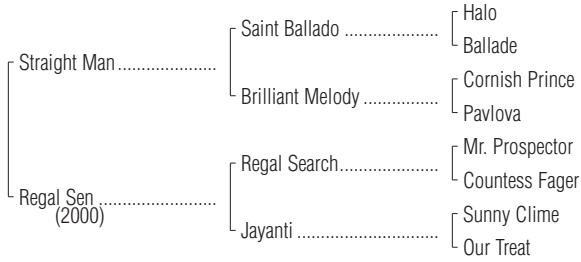 Halo
Saint Ballado ....................
Ballade
Straight Man .....................
Cornish Prince
Brilliant Melody ................
Pavlova
Mr. Prospector
Regal Search.....................
Countess Fager
Regal Sen ........................
(2000)
Sunny Clime
Jayanti ..............................
Our Treat